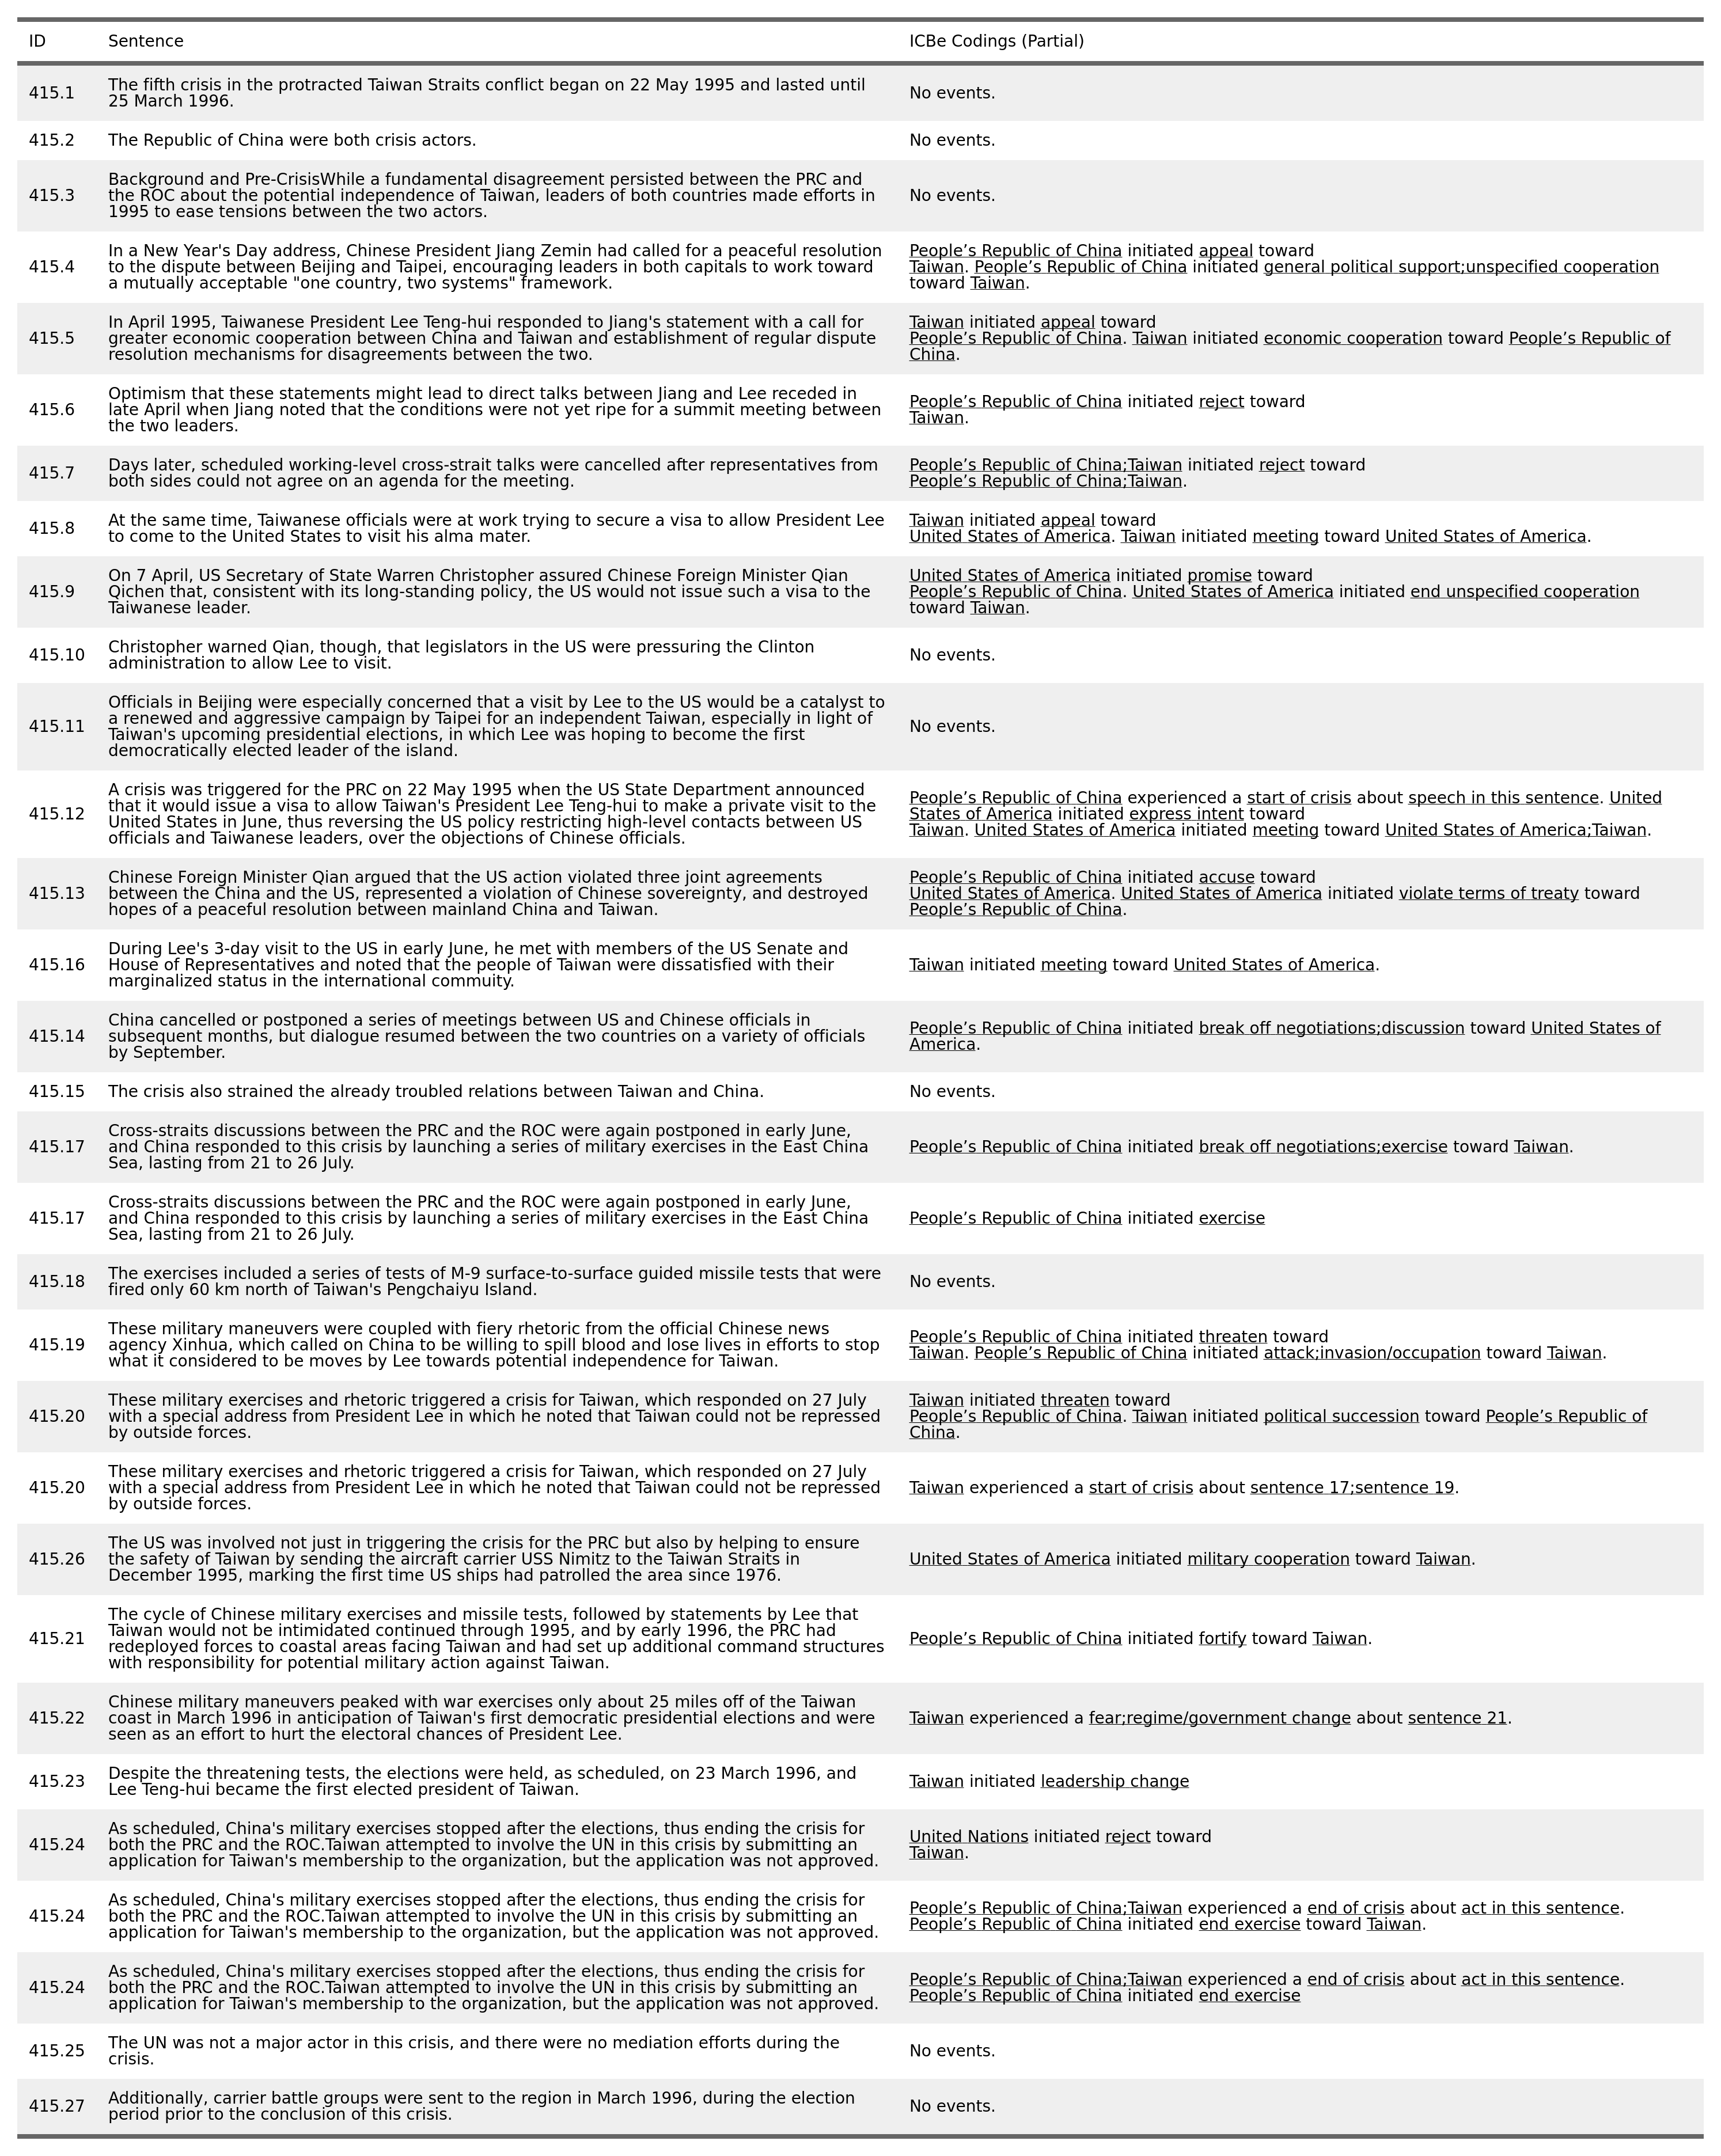 ID Sentence ICBe Codings (Partial)
415.1 The fifth crisis in the protracted Taiwan Straits conflict began on 22 May 1995 and lasted until
25 March 1996.
No events.
415.2 The Republic of China were both crisis actors. No events.
415.3 Background and Pre-CrisisWhile a fundamental disagreement persisted between the PRC and
the ROC about the potential independence of Taiwan, leaders of both countries made efforts in
1995 to ease tensions between the two actors.
No events.
415.4 In a New Year's Day address, Chinese President Jiang Zemin had called for a peaceful resolution
to the dispute between Beijing and Taipei, encouraging leaders in both capitals to work toward
a mutually acceptable "one country, two systems" framework.
People’s Republic of China initiated appeal toward
Taiwan. People’s Republic of China initiated general political support;unspecified cooperation
toward Taiwan.
415.5 In April 1995, Taiwanese President Lee Teng-hui responded to Jiang's statement with a call for
greater economic cooperation between China and Taiwan and establishment of regular dispute
resolution mechanisms for disagreements between the two.
Taiwan initiated appeal toward
People’s Republic of China. Taiwan initiated economic cooperation toward People’s Republic of
China.
415.6 Optimism that these statements might lead to direct talks between Jiang and Lee receded in
late April when Jiang noted that the conditions were not yet ripe for a summit meeting between
the two leaders.
People’s Republic of China initiated reject toward
Taiwan.
415.7 Days later, scheduled working-level cross-strait talks were cancelled after representatives from
both sides could not agree on an agenda for the meeting.
People’s Republic of China;Taiwan initiated reject toward
People’s Republic of China;Taiwan.
415.8 At the same time, Taiwanese officials were at work trying to secure a visa to allow President Lee
to come to the United States to visit his alma mater.
Taiwan initiated appeal toward
United States of America. Taiwan initiated meeting toward United States of America.
415.9 On 7 April, US Secretary of State Warren Christopher assured Chinese Foreign Minister Qian
Qichen that, consistent with its long-standing policy, the US would not issue such a visa to the
Taiwanese leader.
United States of America initiated promise toward
People’s Republic of China. United States of America initiated end unspecified cooperation
toward Taiwan.
415.10 Christopher warned Qian, though, that legislators in the US were pressuring the Clinton
administration to allow Lee to visit.
No events.
415.11 Officials in Beijing were especially concerned that a visit by Lee to the US would be a catalyst to
a renewed and aggressive campaign by Taipei for an independent Taiwan, especially in light of
Taiwan's upcoming presidential elections, in which Lee was hoping to become the first
democratically elected leader of the island.
No events.
415.12 A crisis was triggered for the PRC on 22 May 1995 when the US State Department announced
that it would issue a visa to allow Taiwan's President Lee Teng-hui to make a private visit to the
United States in June, thus reversing the US policy restricting high-level contacts between US
officials and Taiwanese leaders, over the objections of Chinese officials.
People’s Republic of China experienced a start of crisis about speech in this sentence. United
States of America initiated express intent toward
Taiwan. United States of America initiated meeting toward United States of America;Taiwan.
415.13 Chinese Foreign Minister Qian argued that the US action violated three joint agreements
between the China and the US, represented a violation of Chinese sovereignty, and destroyed
hopes of a peaceful resolution between mainland China and Taiwan.
People’s Republic of China initiated accuse toward
United States of America. United States of America initiated violate terms of treaty toward
People’s Republic of China.
415.16 During Lee's 3-day visit to the US in early June, he met with members of the US Senate and
House of Representatives and noted that the people of Taiwan were dissatisfied with their
marginalized status in the international commuity.
Taiwan initiated meeting toward United States of America.
415.14 China cancelled or postponed a series of meetings between US and Chinese officials in
subsequent months, but dialogue resumed between the two countries on a variety of officials
by September.
People’s Republic of China initiated break off negotiations;discussion toward United States of
America.
415.15 The crisis also strained the already troubled relations between Taiwan and China. No events.
415.17 Cross-straits discussions between the PRC and the ROC were again postponed in early June,
and China responded to this crisis by launching a series of military exercises in the East China
Sea, lasting from 21 to 26 July.
People’s Republic of China initiated break off negotiations;exercise toward Taiwan.
415.17 Cross-straits discussions between the PRC and the ROC were again postponed in early June,
and China responded to this crisis by launching a series of military exercises in the East China
Sea, lasting from 21 to 26 July.
People’s Republic of China initiated exercise
415.18 The exercises included a series of tests of M-9 surface-to-surface guided missile tests that were
fired only 60 km north of Taiwan's Pengchaiyu Island.
No events.
415.19 These military maneuvers were coupled with fiery rhetoric from the official Chinese news
agency Xinhua, which called on China to be willing to spill blood and lose lives in efforts to stop
what it considered to be moves by Lee towards potential independence for Taiwan.
People’s Republic of China initiated threaten toward
Taiwan. People’s Republic of China initiated attack;invasion/occupation toward Taiwan.
415.20 These military exercises and rhetoric triggered a crisis for Taiwan, which responded on 27 July
with a special address from President Lee in which he noted that Taiwan could not be repressed
by outside forces.
Taiwan initiated threaten toward
People’s Republic of China. Taiwan initiated political succession toward People’s Republic of
China.
415.20 These military exercises and rhetoric triggered a crisis for Taiwan, which responded on 27 July
with a special address from President Lee in which he noted that Taiwan could not be repressed
by outside forces.
Taiwan experienced a start of crisis about sentence 17;sentence 19.
415.26 The US was involved not just in triggering the crisis for the PRC but also by helping to ensure
the safety of Taiwan by sending the aircraft carrier USS Nimitz to the Taiwan Straits in
December 1995, marking the first time US ships had patrolled the area since 1976.
United States of America initiated military cooperation toward Taiwan.
415.21 The cycle of Chinese military exercises and missile tests, followed by statements by Lee that
Taiwan would not be intimidated continued through 1995, and by early 1996, the PRC had
redeployed forces to coastal areas facing Taiwan and had set up additional command structures
with responsibility for potential military action against Taiwan.
People’s Republic of China initiated fortify toward Taiwan.
415.22 Chinese military maneuvers peaked with war exercises only about 25 miles off of the Taiwan
coast in March 1996 in anticipation of Taiwan's first democratic presidential elections and were
seen as an effort to hurt the electoral chances of President Lee.
Taiwan experienced a fear;regime/government change about sentence 21.
415.23 Despite the threatening tests, the elections were held, as scheduled, on 23 March 1996, and
Lee Teng-hui became the first elected president of Taiwan.
Taiwan initiated leadership change
415.24 As scheduled, China's military exercises stopped after the elections, thus ending the crisis for
both the PRC and the ROC.Taiwan attempted to involve the UN in this crisis by submitting an
application for Taiwan's membership to the organization, but the application was not approved.
United Nations initiated reject toward
Taiwan.
415.24 As scheduled, China's military exercises stopped after the elections, thus ending the crisis for
both the PRC and the ROC.Taiwan attempted to involve the UN in this crisis by submitting an
application for Taiwan's membership to the organization, but the application was not approved.
People’s Republic of China;Taiwan experienced a end of crisis about act in this sentence.
People’s Republic of China initiated end exercise toward Taiwan.
415.24 As scheduled, China's military exercises stopped after the elections, thus ending the crisis for
both the PRC and the ROC.Taiwan attempted to involve the UN in this crisis by submitting an
application for Taiwan's membership to the organization, but the application was not approved.
People’s Republic of China;Taiwan experienced a end of crisis about act in this sentence.
People’s Republic of China initiated end exercise
415.25 The UN was not a major actor in this crisis, and there were no mediation efforts during the
crisis.
No events.
415.27 Additionally, carrier battle groups were sent to the region in March 1996, during the election
period prior to the conclusion of this crisis.
No events.